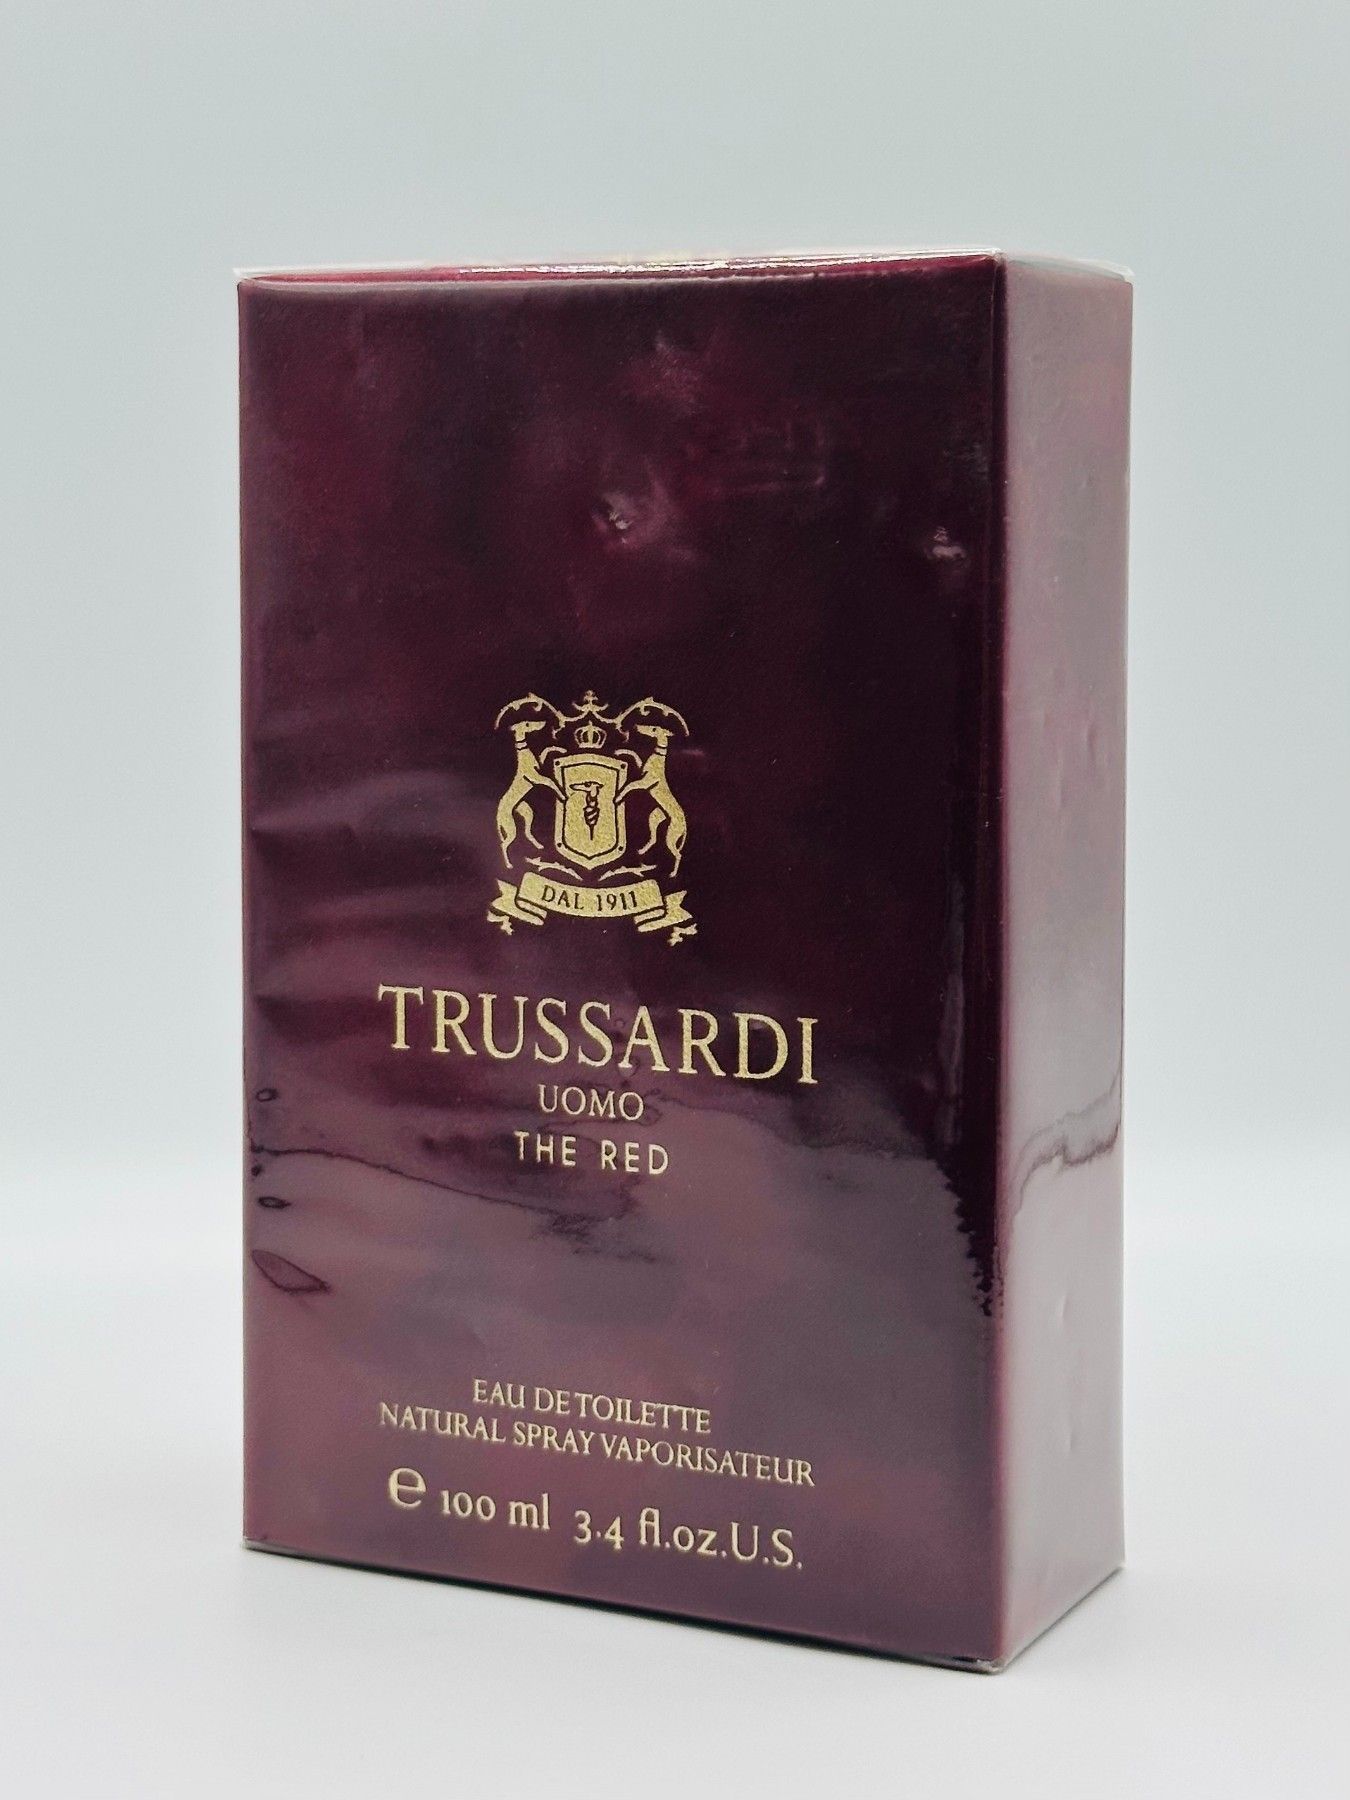 DAL 1911
TRUSSARDI
UOMO
THE RED
EAU DE TOILETTE
NATURAL SPRAY VAPORISATEUR
℮ 100 ml 3.4 fl.oz.U.S.